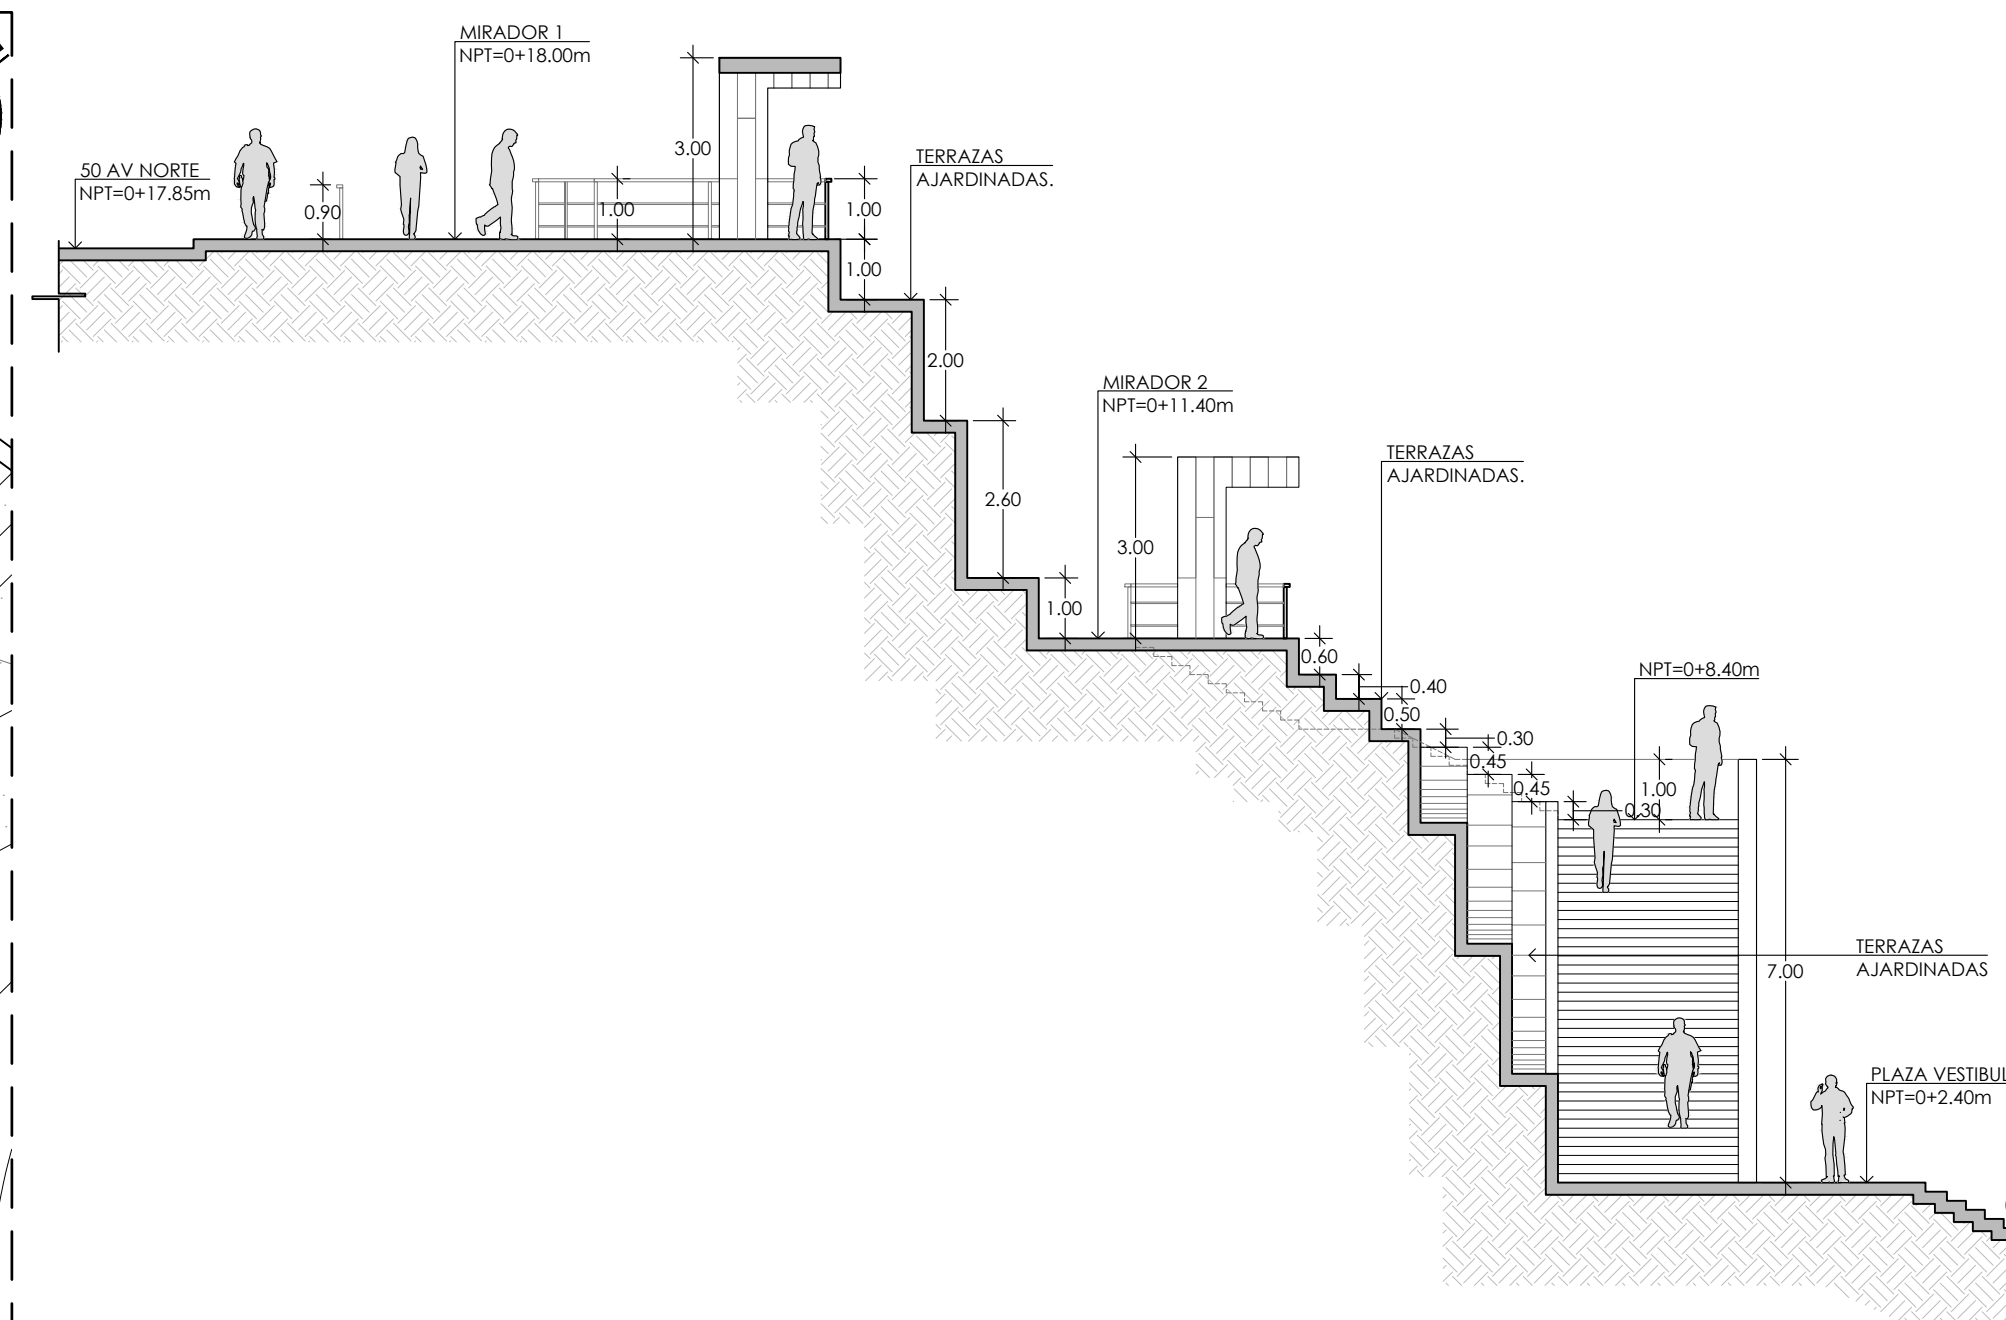 MIRADOR 1
NPT=0+18.00m
50 AV NORTE
NPT=0+17.85m
3.00
TERRAZAS
AJARDINADAS.
0.90
1.00
1.00
1.00
2.00
MIRADOR 2
NPT=0+11.40m
TERRAZAS
AJARDINADAS.
2.60
3.00
1.00
0.60
NPT=0+8.40m
0.40
0.50
0.30
0.45
0.45
1.00
0.30
TERRAZAS
AJARDINADAS
7.00
PLAZA VESTIBUL
NPT=0+2.40m